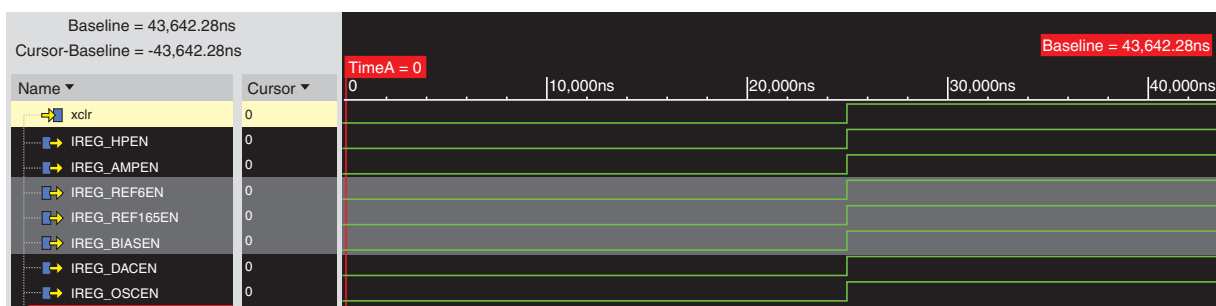 Baseline = 43,642.28ns
Cursor-Baseline = -43,642.28ns
Baseline = 43,642.28ns
TimeA = 0
Name ▼ Cursor ▼ 0 10,000ns 20,000ns 30,000ns 40,000ns
xclr 0
IREG_HPEN 0
IREG_AMPEN 0
IREG_REF6EN 0
IREG_REF165EN 0
IREG_BIASEN 0
IREG_DACEN 0
IREG_OSCEN 0